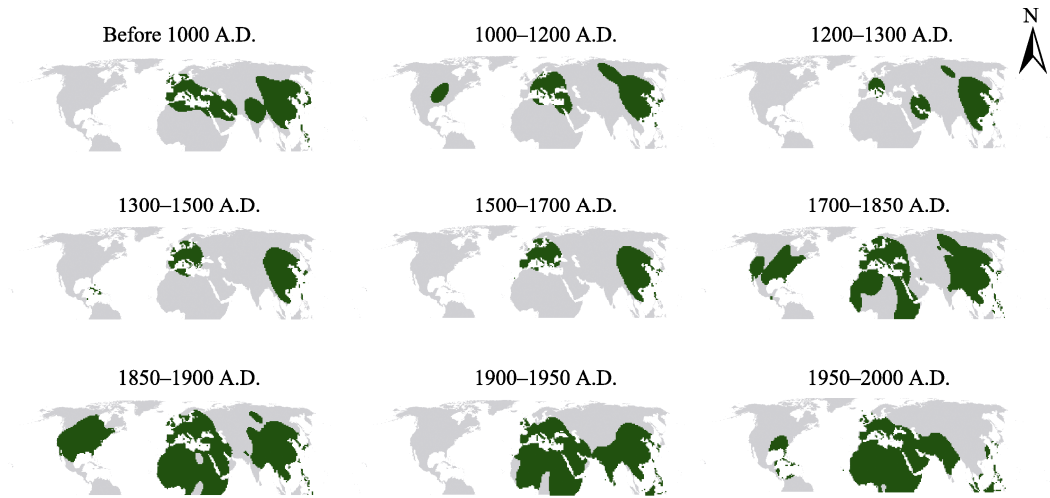 N
Before 1000 A.D.
1000–1200 A.D.
1200–1300 A.D.
1300–1500 A.D.
1500–1700 A.D.
1700–1850 A.D.
1850–1900 A.D.
1900–1950 A.D.
1950–2000 A.D.